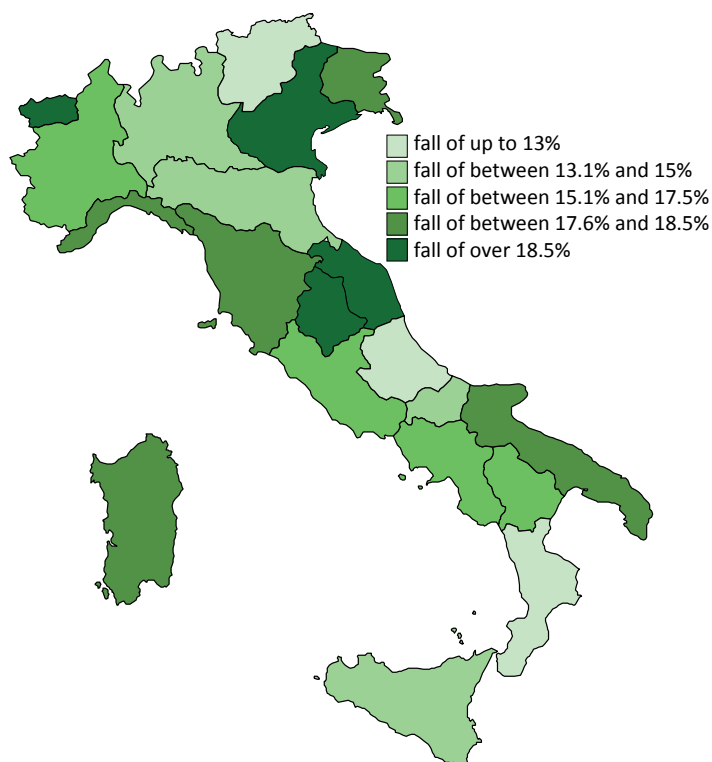 fall of up to 13%
fall of between 13.1% and 15%
fall of between 15.1% and 17.5%
fall of between 17.6% and 18.5%
fall of over 18.5%